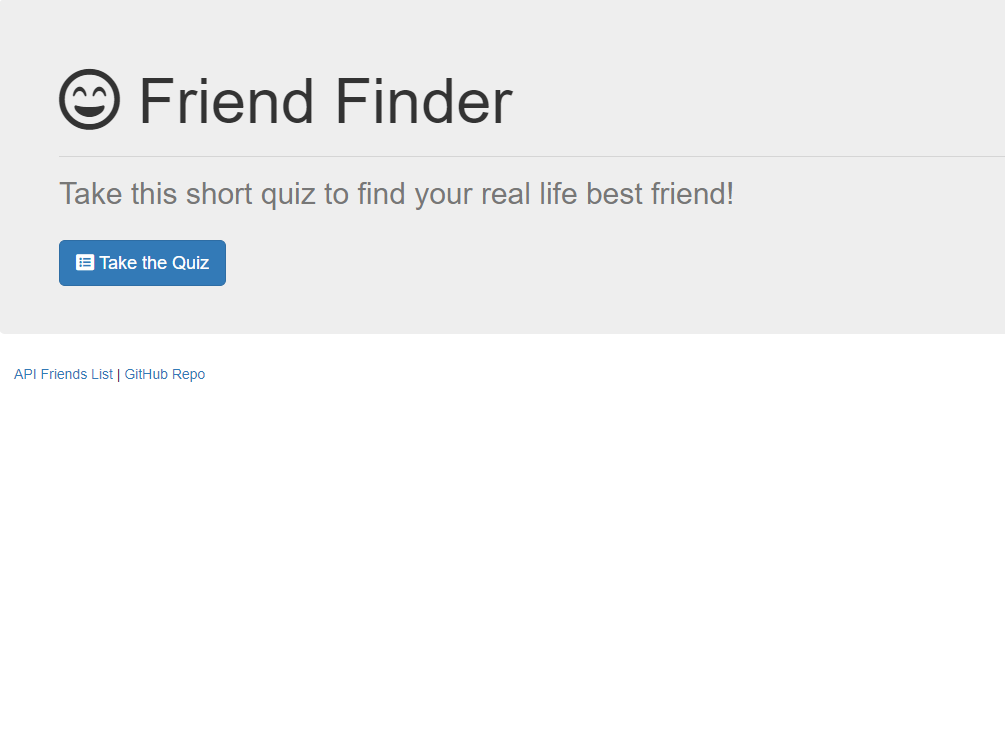 Friend Finder
Take this short quiz to find your real life best friend!
Take the Quiz
API Friends List | GitHub Repo